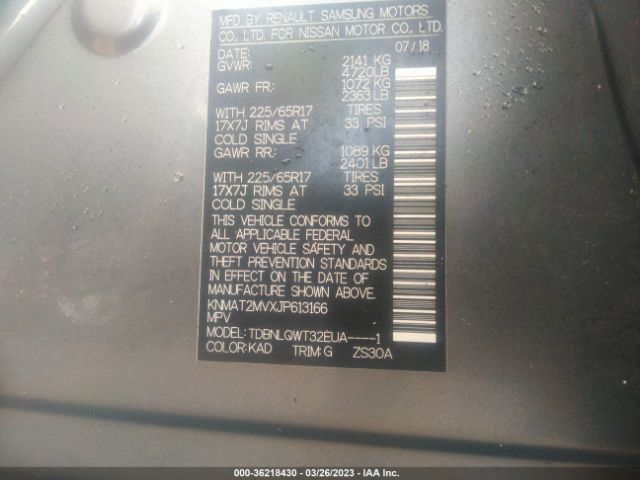 MFD BY RENAULT SAMSUNG MOTORS
CO., LTD. FOR NISSAN MOTOR CO., LTD.
DATE: 07/18
GVWR: 2141 KG
4720LB
GAWR FR: 1072 KG
2363 LB
WITH 225/65R17 TIRES
17X7J RIMS AT 33 PSI
COLD SINGLE
GAWR RR: 1089 KG
2401 LB
WITH 225/65R17 TIRES
17X7J RIMS AT 33 PSI
COLD SINGLE
THIS VEHICLE CONFORMS TO
ALL APPLICABLE FEDERAL
MOTOR VEHICLE SAFETY AND
THEFT PREVENTION STANDARDS
IN EFFECT ON THE DATE OF
MANUFACTURE SHOWN ABOVE.
KNMAT2MVXJP613166
MPV
MODEL: TDBNLQWT32EUA----1
COLOR:KAD TRIM:G ZS30A
000-36218430 - 03/26/2023 - IAA Inc.